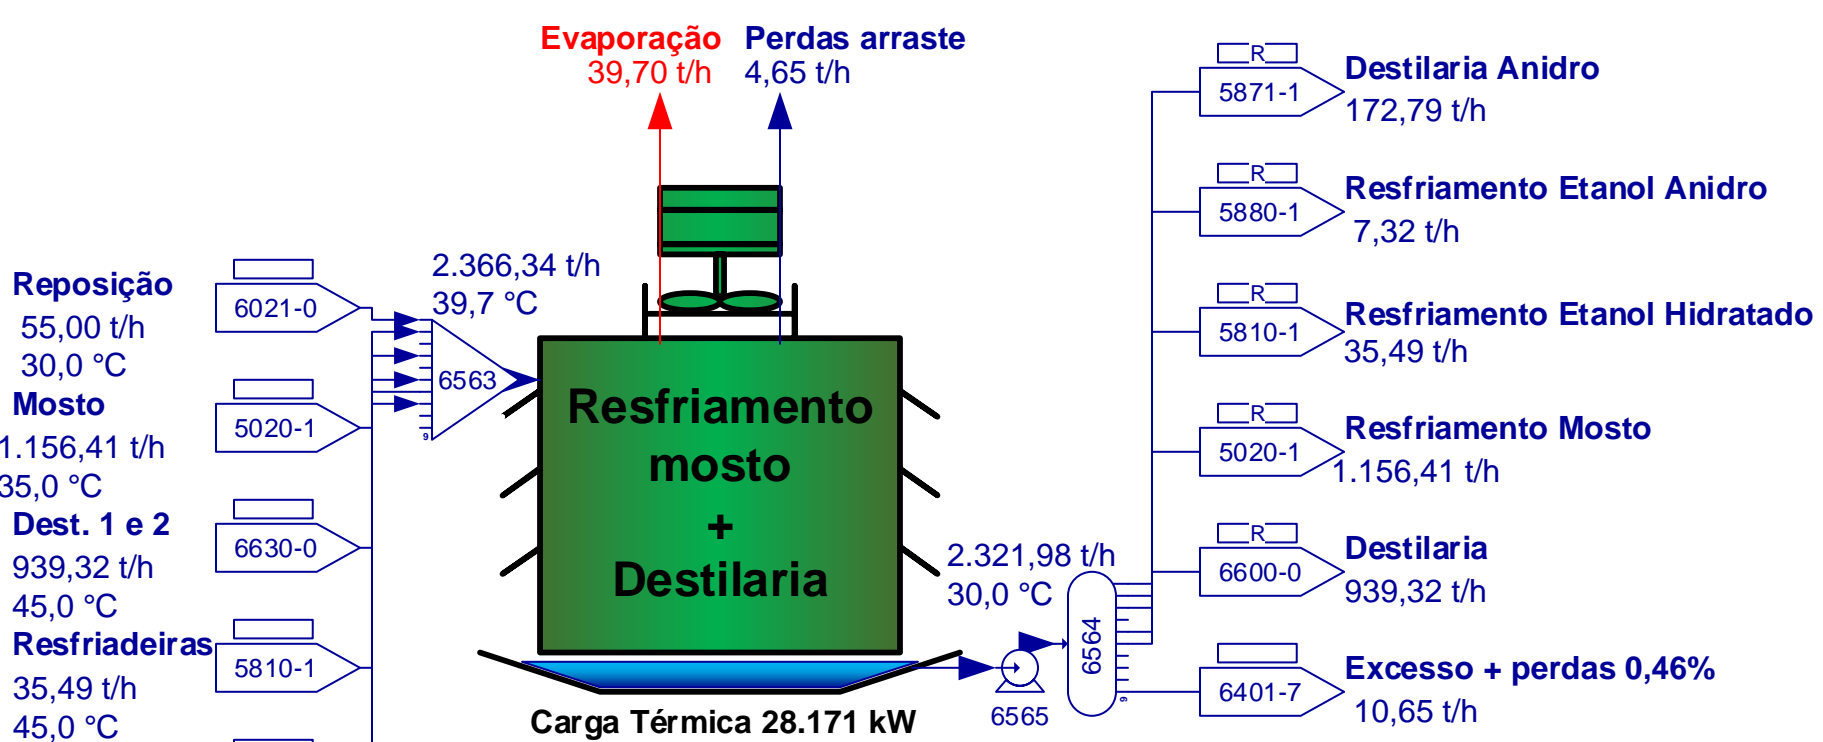 Evaporação
39,70 t/h
Perdas arraste
4,65 t/h
Reposição
55,00 t/h
30,0 °C
6021-0
Mosto
1.156,41 t/h
35,0 °C
5020-1
Dest. 1 e 2
939,32 t/h
45,0 °C
6630-0
Resfriadeiras
35,49 t/h
45,0 °C
5810-1
2.366,34 t/h
39,7 °C
6563
9
Resfriamento
mosto
+
Destilaria
Carga Térmica 28.171 kW
2.321,98 t/h
30,0 °C
6565
6564
9
R
5871-1
Destilaria Anidro
172,79 t/h
R
5880-1
Resfriamento Etanol Anidro
7,32 t/h
R
5810-1
Resfriamento Etanol Hidratado
35,49 t/h
R
5020-1
Resfriamento Mosto
1.156,41 t/h
R
6600-0
Destilaria
939,32 t/h
6401-7
Excesso + perdas 0,46%
10,65 t/h